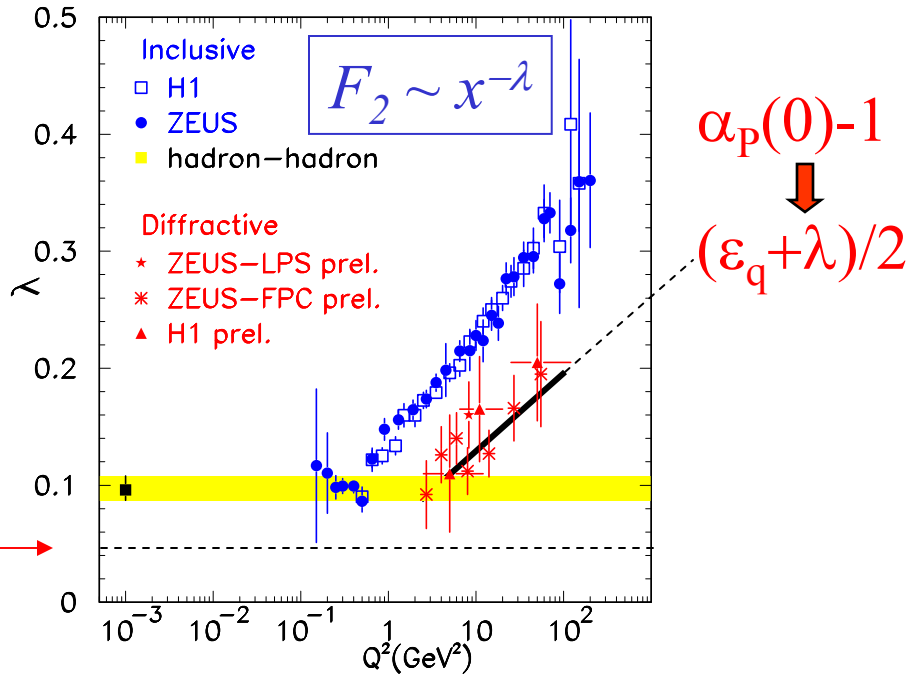 0.5
0.4
0.3
0.2
0.1
0
λ
Inclusive
H1
ZEUS
hadron-hadron
F₂ ~ x^{-λ}
Diffractive
ZEUS-LPS prel.
ZEUS-FPC prel.
H1 prel.
10⁻³ 10⁻² 10⁻¹ 1 10 10²
Q²(GeV²)
α_P(0)-1
(ε_q+λ)/2